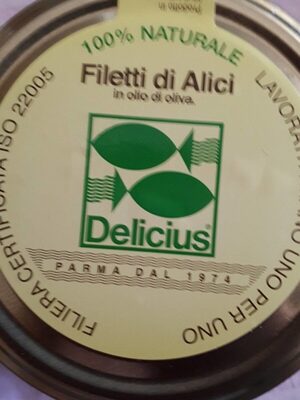 100% NATURALE
Filetti di Alici
in olio di oliva.
Delicius®
PARMA DAL 1974
FILIERA CERTIFICATA ISO 22005
UNO PER UNO